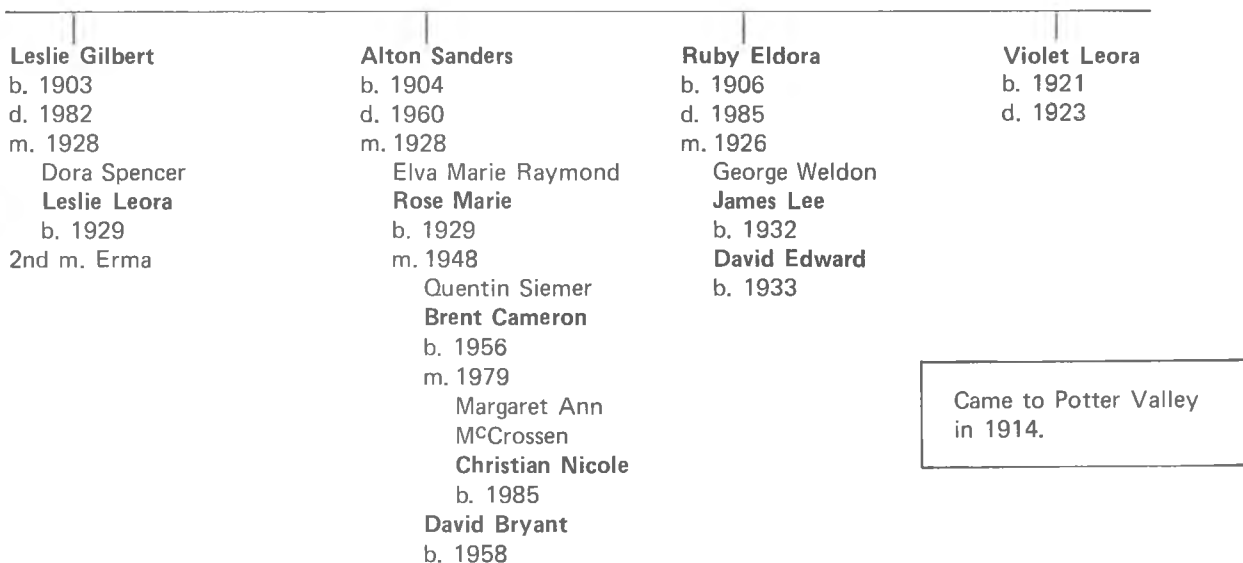 Leslie Gilbert
b. 1903
d. 1982
m. 1928
Dora Spencer
Leslie Leora
b. 1929
2nd m. Erma
Alton Sanders
b. 1904
d. 1960
m. 1928
Elva Marie Raymond
Rose Marie
b. 1929
m. 1948
Quentin Siemer
Brent Cameron
b. 1956
m. 1979
Margaret Ann
McCrossen
Christian Nicole
b. 1985
David Bryant
b. 1958
Ruby Eldora
b. 1906
d. 1985
m. 1926
George Weldon
James Lee
b. 1932
David Edward
b. 1933
Violet Leora
b. 1921
d. 1923
Came to Potter Valley
in 1914.